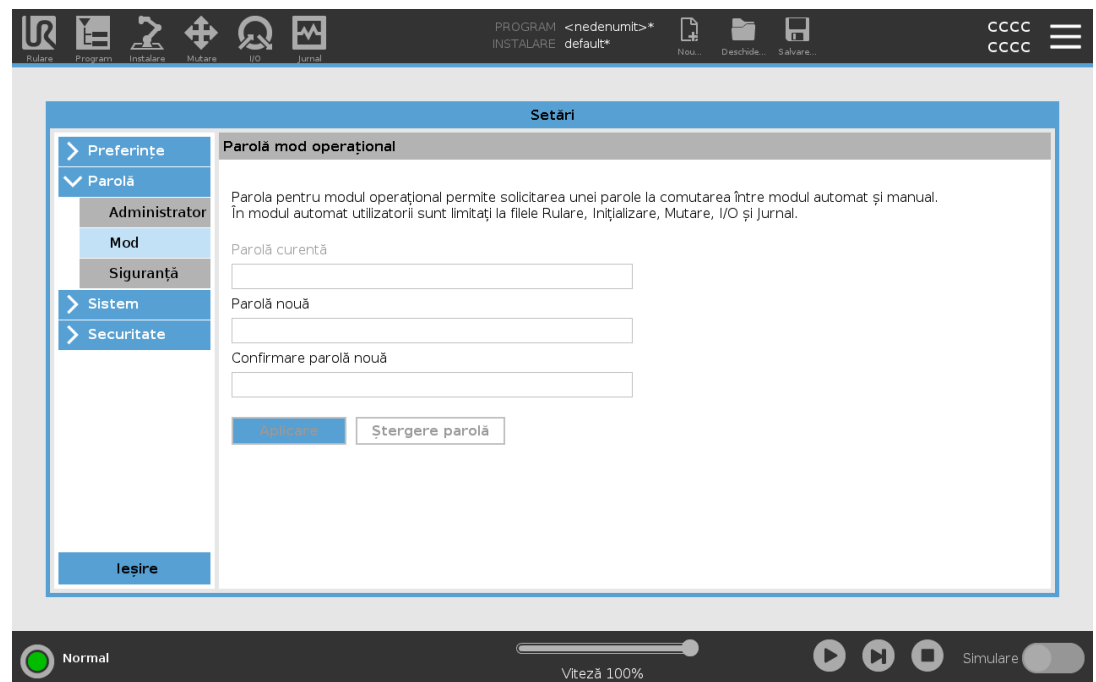 UR
Rulare
Program
Instalare
Mutare
I/O
Jurnal
PROGRAM <nedenumit>*
INSTALARE default*
Nou...
Deschide...
Salvare...
CCCC
CCCC
Setări
Preferințe
Parolă
Administrator
Mod
Siguranță
Sistem
Securitate
Ieșire
Parolă mod operațional
Parola pentru modul operațional permite solicitarea unei parole la comutarea între modul automat și manual.
În modul automat utilizatorii sunt limitați la filele Rulare, Inițializare, Mutare, I/O și Jurnal.
Parolă curentă
Parolă nouă
Confirmare parolă nouă
Aplicare
Ștergere parolă
Normal
Viteză 100%
Simulare